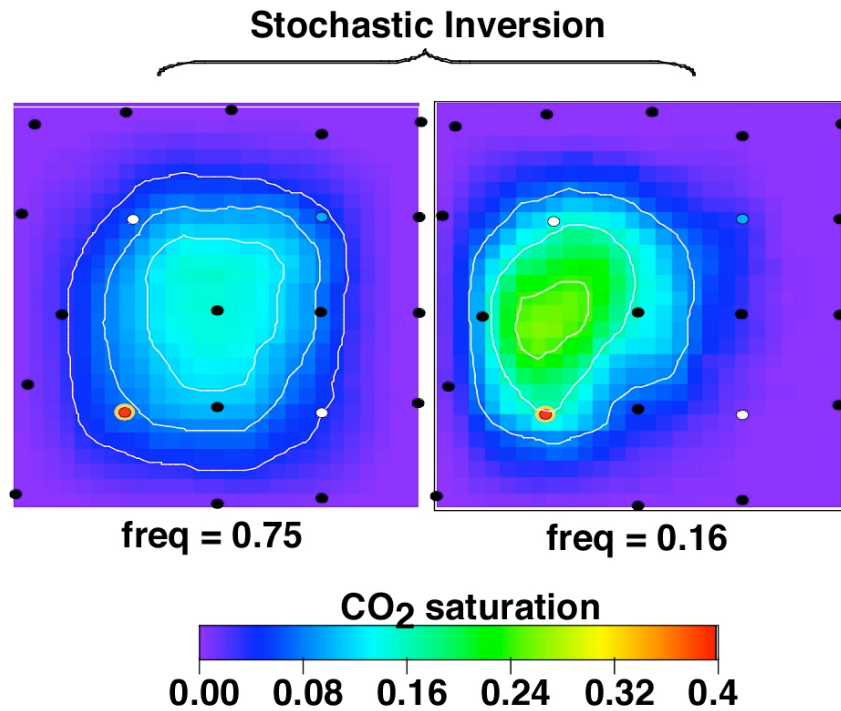 Stochastic Inversion
freq = 0.75
freq = 0.16
CO₂ saturation
0.00 0.08 0.16 0.24 0.32 0.4